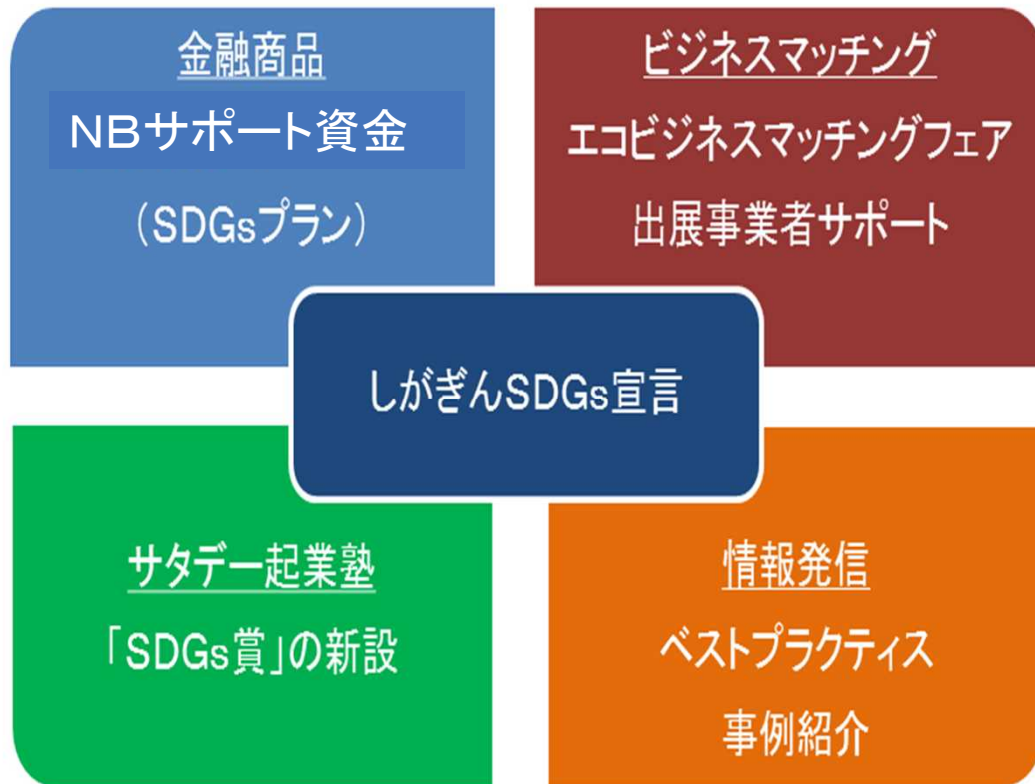 金融商品
NBサポート資金
(SDGsプラン)
ビジネスマッチング
エコビジネスマッチングフェア
出展事業者サポート
しがぎんSDGs宣言
サタデー起業塾
「SDGs賞」の新設
情報発信
ベストプラクティス
事例紹介